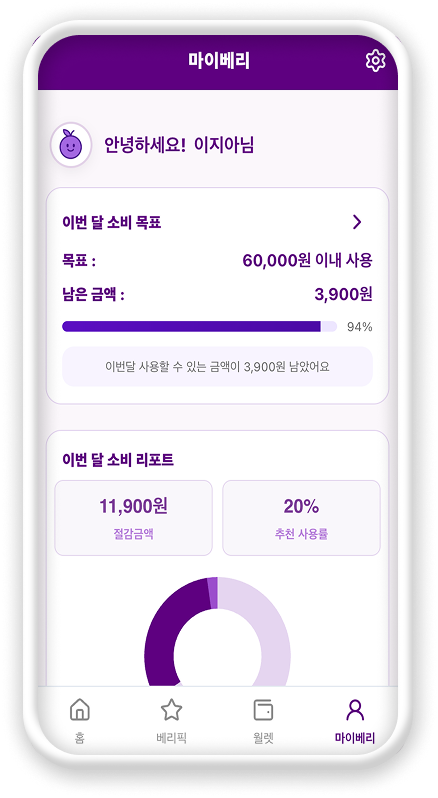 마이베리
안녕하세요! 이지아님
이번 달 소비 목표
목표 : 60,000원 이내 사용
남은 금액 : 3,900원
94%
이번달 사용할 수 있는 금액이 3,900원 남았어요
이번 달 소비 리포트
11,900원 20%
절감금액 추천 사용률
홈 베리픽 월렛 마이베리